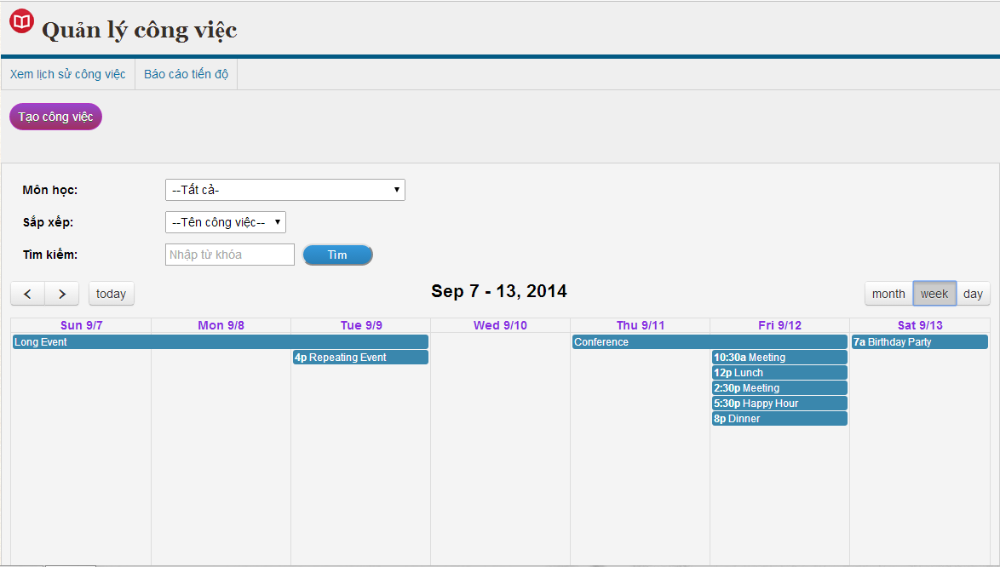 Quản lý công việc
Xem lịch sử công việc Báo cáo tiến độ
Tạo công việc
Môn học: --Tất cả-
Sắp xếp: --Tên công việc--
Tìm kiếm: Nhập từ khóa Tìm
today Sep 7 - 13, 2014 month week day
Sun 9/7 Mon 9/8 Tue 9/9 Wed 9/10 Thu 9/11 Fri 9/12 Sat 9/13
Long Event Conference 7a Birthday Party
4p Repeating Event 10:30a Meeting
12p Lunch
2:30p Meeting
5:30p Happy Hour
8p Dinner